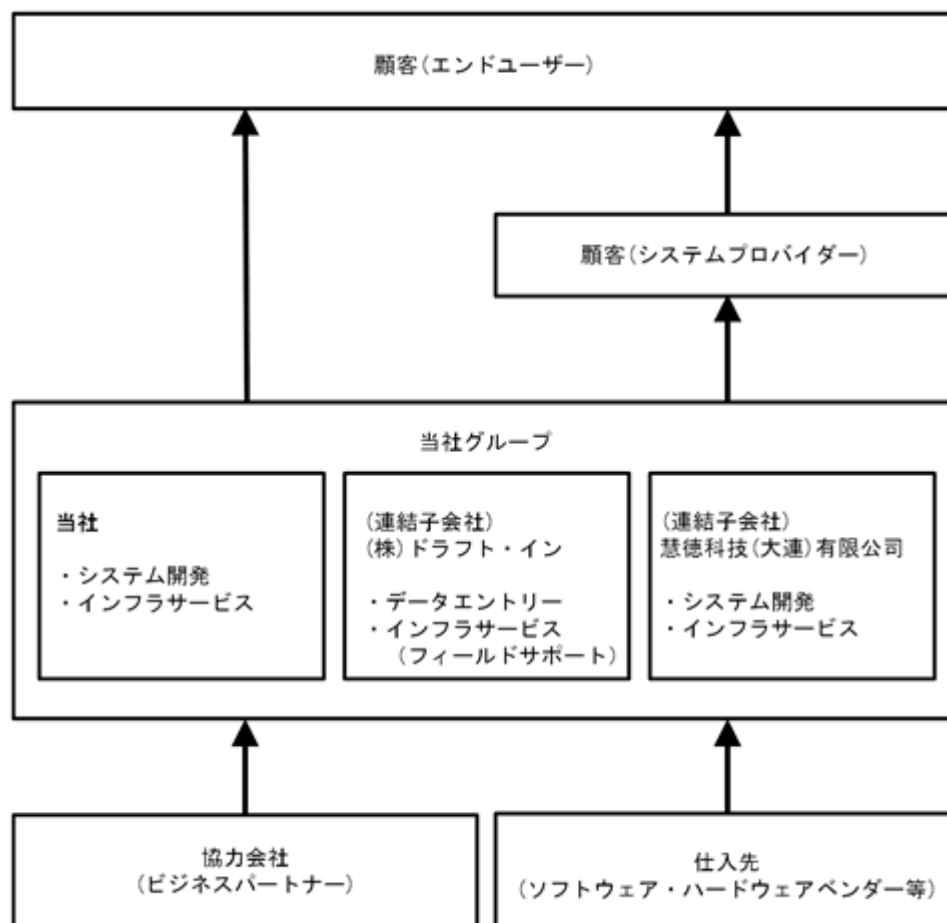 顧客(エンドユーザー)
顧客(システムプロバイダー)
当社グループ
当社
・システム開発
・インフラサービス
(連結子会社)
(株)ドラフト・イン
・データエントリー
・インフラサービス
(フィールドサポート)
(連結子会社)
慧徳科技(大連)有限公司
・システム開発
・インフラサービス
協力会社
(ビジネスパートナー)
仕入先
(ソフトウェア・ハードウェアベンダー等)